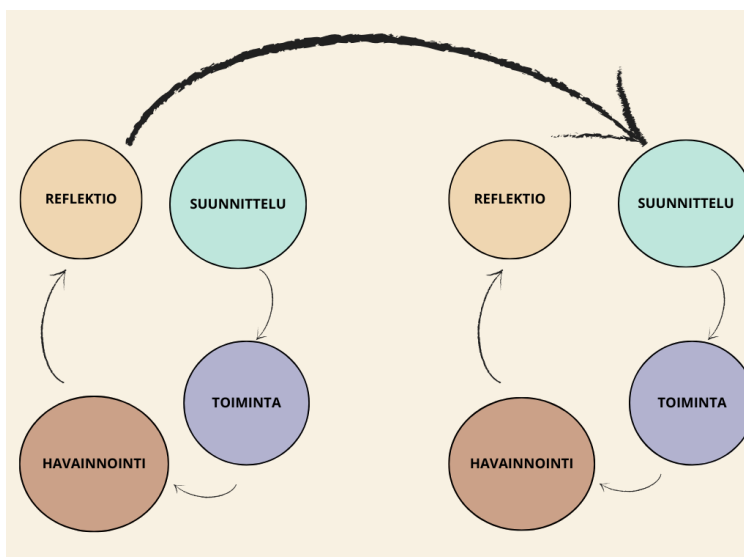 REFLEKTIO
SUUNNITTELU
TOIMINTA
HAVAINNOINTI
REFLEKTIO
SUUNNITTELU
TOIMINTA
HAVAINNOINTI